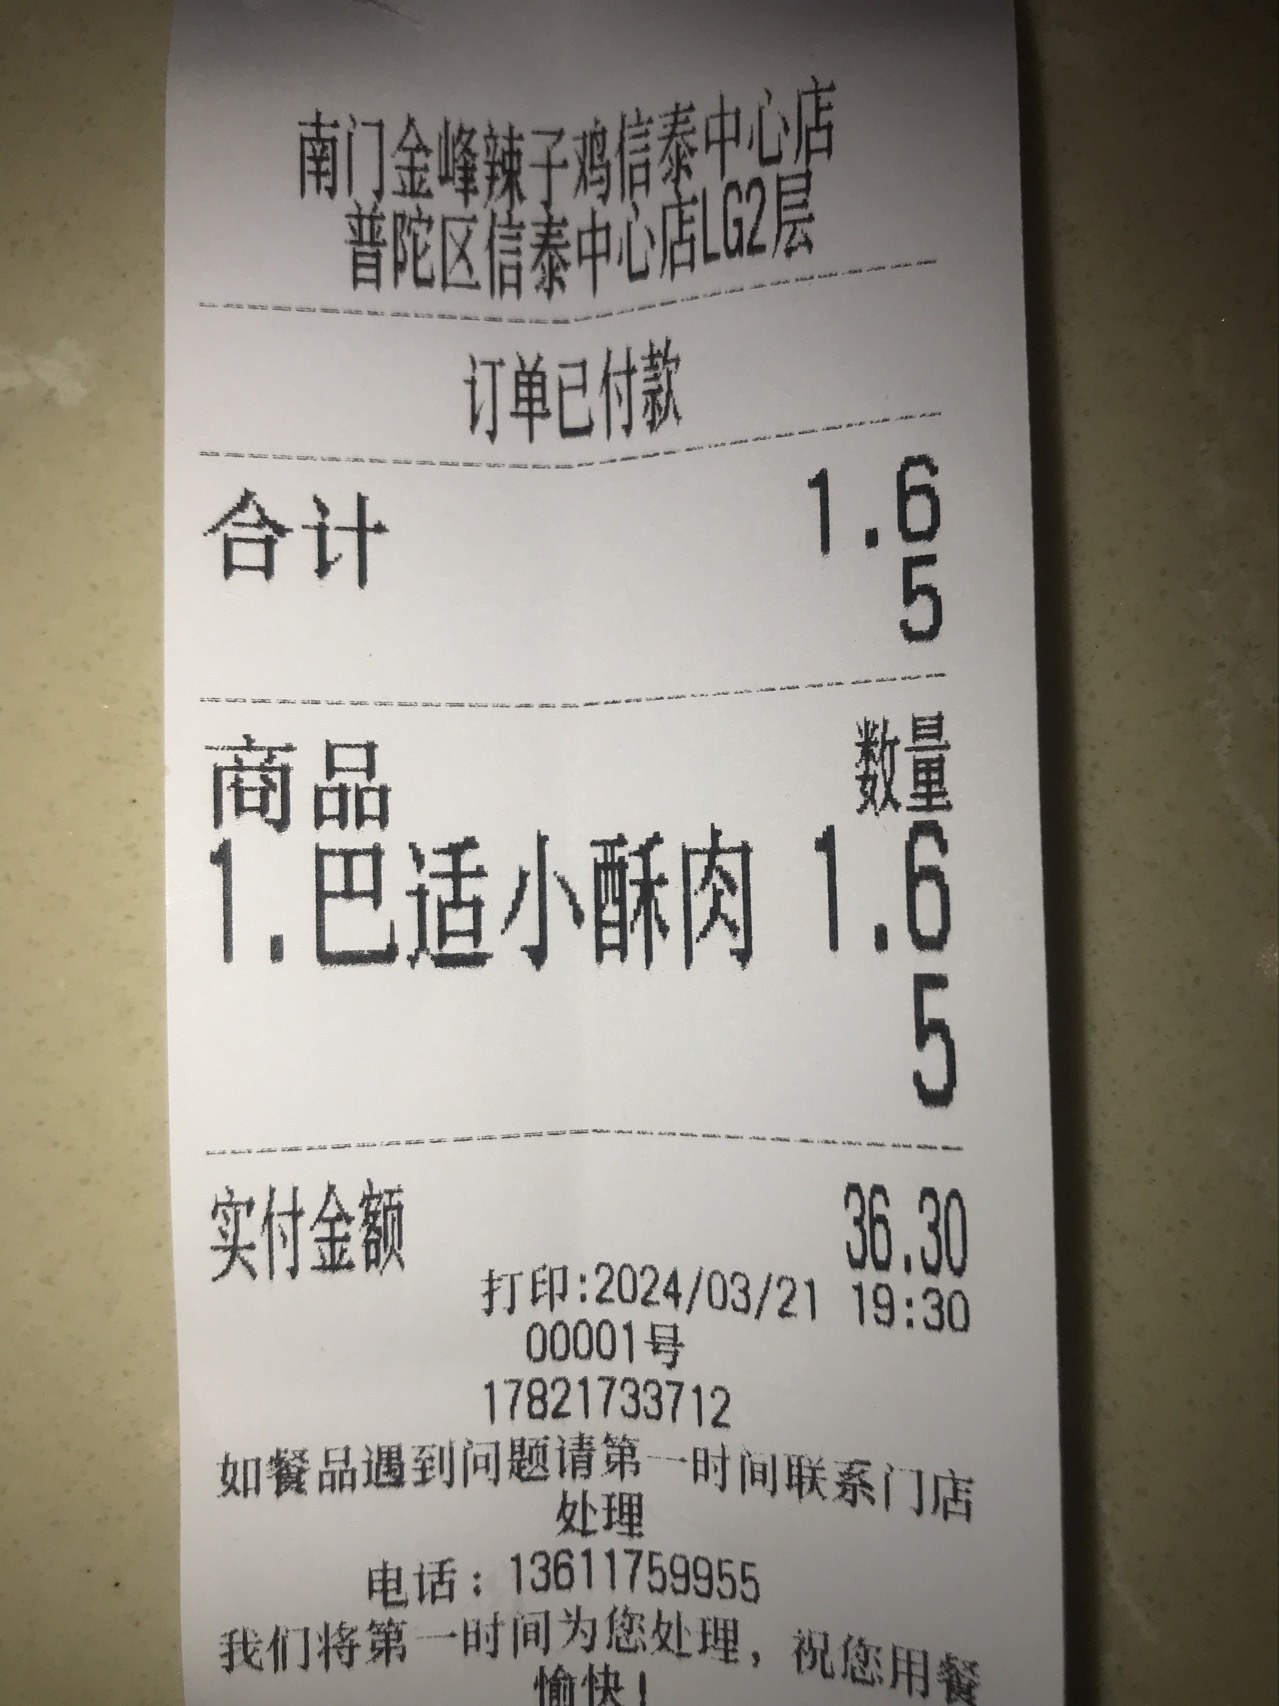 南门金峰辣子鸡信泰中心店
普陀区信泰中心店LG2层
订单已付款
合计 1.6
5
商品 数量
1.巴适小酥肉 1.6
5
实付金额 36.30
打印:2024/03/21 19:30
00001号
17821733712
如餐品遇到问题请第一时间联系门店
处理
电话：13611759955
我们将第一时间为您处理，祝您用餐
愉快！